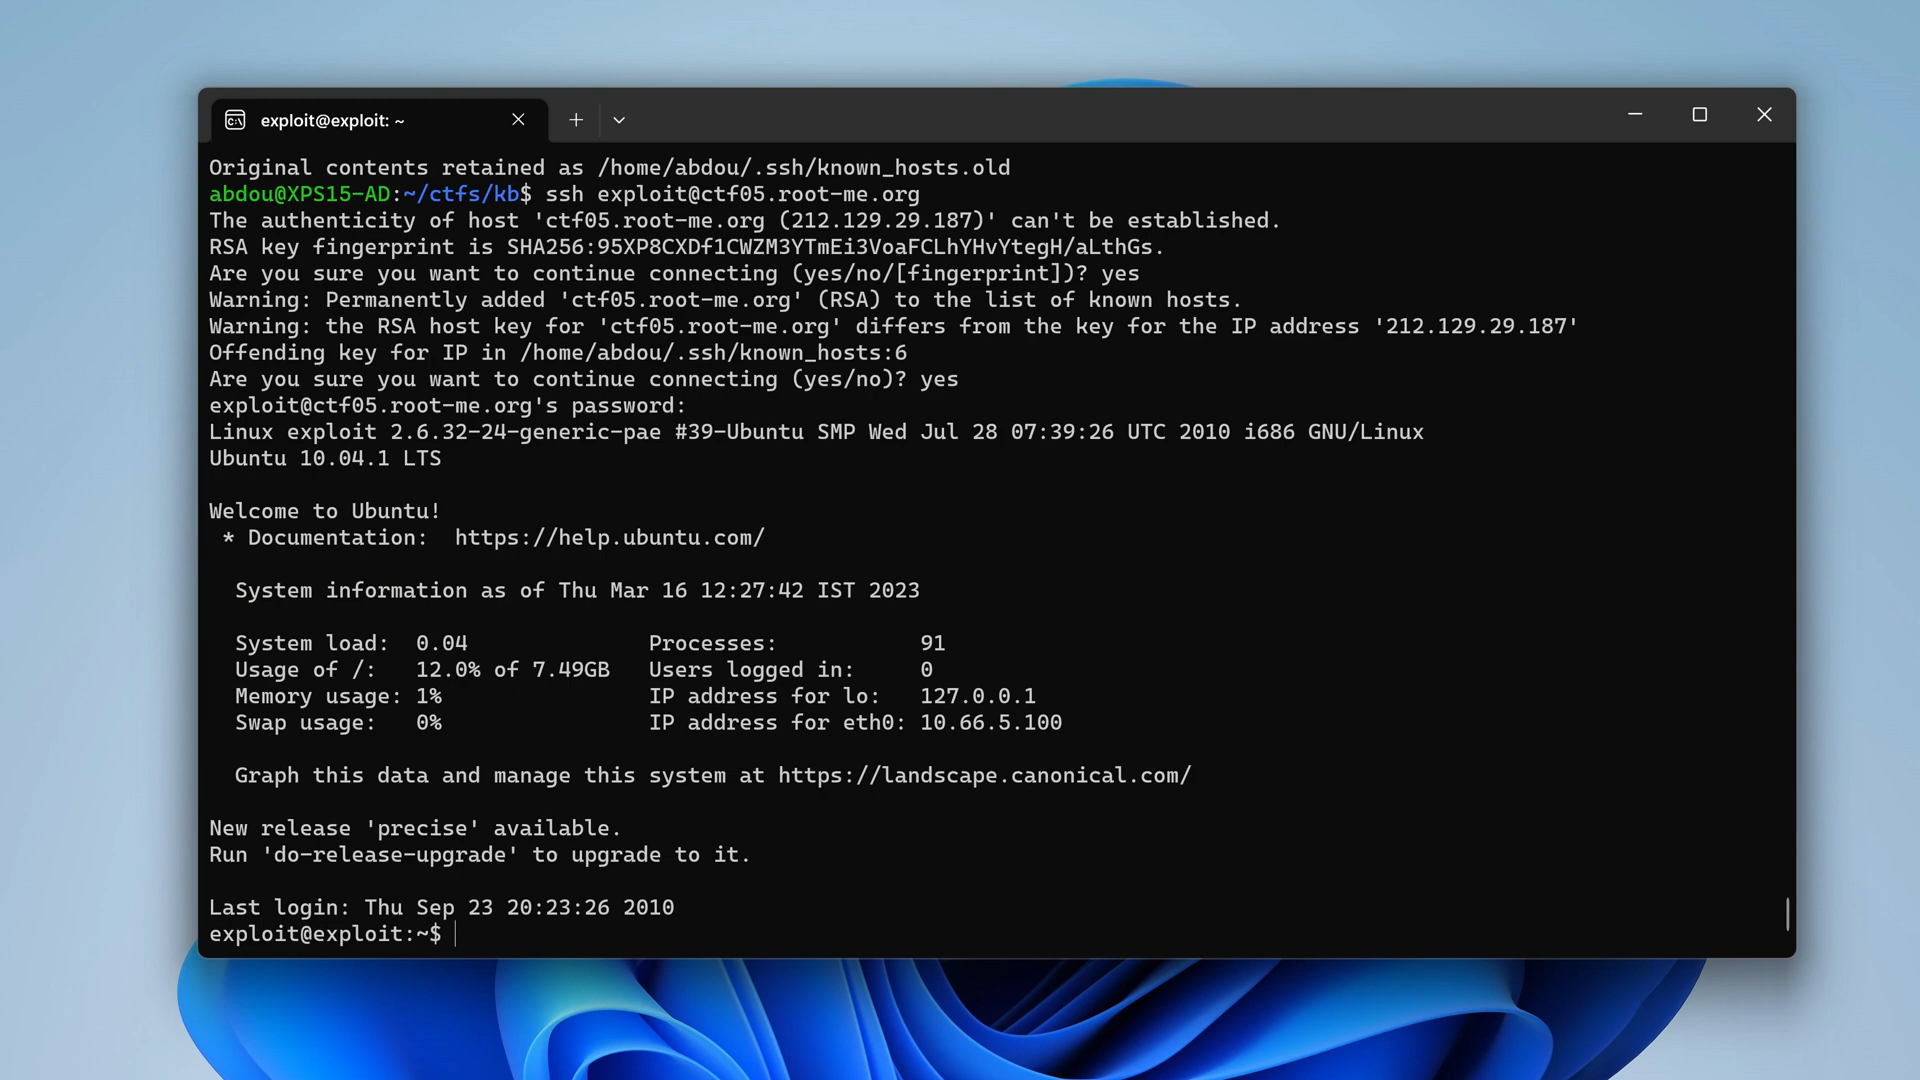 exploit@exploit: ~
Original contents retained as /home/abdou/.ssh/known_hosts.old
abdou@XPS15-AD:~/ctfs/kb$ ssh exploit@ctf05.root-me.org
The authenticity of host 'ctf05.root-me.org (212.129.29.187)' can't be established.
RSA key fingerprint is SHA256:95XP8CXDf1CWZM3YTmEi3VoaFCLhYHvYtegH/aLthGs.
Are you sure you want to continue connecting (yes/no/[fingerprint])? yes
Warning: Permanently added 'ctf05.root-me.org' (RSA) to the list of known hosts.
Warning: the RSA host key for 'ctf05.root-me.org' differs from the key for the IP address '212.129.29.187'
Offending key for IP in /home/abdou/.ssh/known_hosts:6
Are you sure you want to continue connecting (yes/no)? yes
exploit@ctf05.root-me.org's password:
Linux exploit 2.6.32-24-generic-pae #39-Ubuntu SMP Wed Jul 28 07:39:26 UTC 2010 i686 GNU/Linux
Ubuntu 10.04.1 LTS
Welcome to Ubuntu!
* Documentation:  https://help.ubuntu.com/
System information as of Thu Mar 16 12:27:42 IST 2023
System load:  0.04              Processes:           91
Usage of /:   12.0% of 7.49GB   Users logged in:     0
Memory usage: 1%                IP address for lo:   127.0.0.1
Swap usage:   0%                IP address for eth0: 10.66.5.100
Graph this data and manage this system at https://landscape.canonical.com/
New release 'precise' available.
Run 'do-release-upgrade' to upgrade to it.
Last login: Thu Sep 23 20:23:26 2010
exploit@exploit:~$